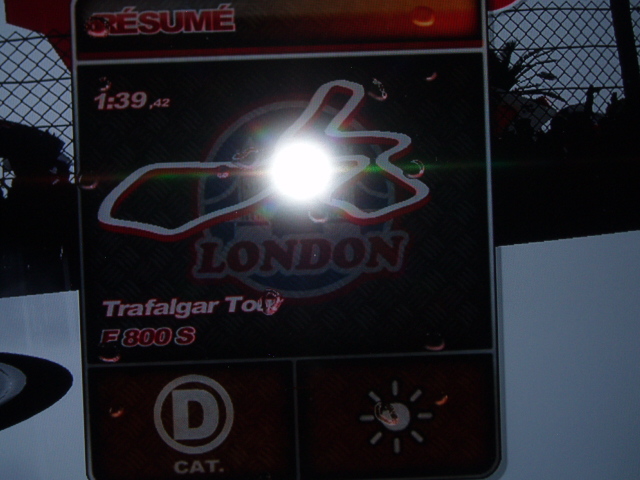 RÉSUMÉ
1:39,42
LONDON
Trafalgar
F 800 S
D
CAT.